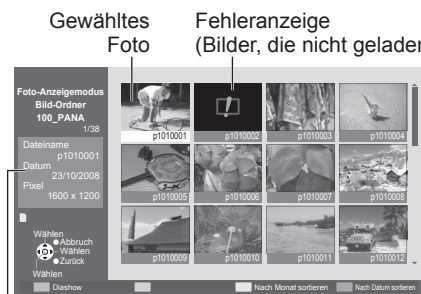 Gewähltes
Foto
Fehleranzeige
(Bilder, die nicht gelader
Foto-Anzeigemodus
Bild-Ordner
100_PANA
1/38
Dateiname
p1010001
Datum
23/10/2008
Pixel
1600 x 1200
Wählen
Abbruch
Wählen
Zurück
Wählen
p1010001
p1010002
p1010003
p1010004
p1010005
p1010006
p1010007
p1010008
p1010009
p1010010
p1010011
p1010012
Diashow
Nach Monat sortieren
Nach Datum sortieren